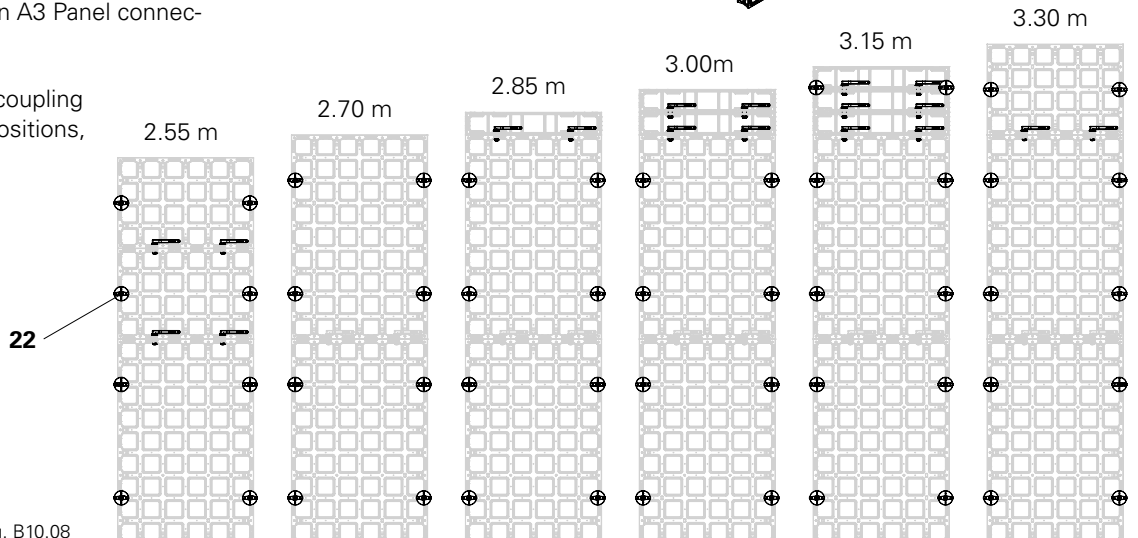 n A3 Panel connec-
coupling
ositions,
2.55 m
2.70 m
2.85 m
3.00m
3.15 m
3.30 m
22
. B10.08